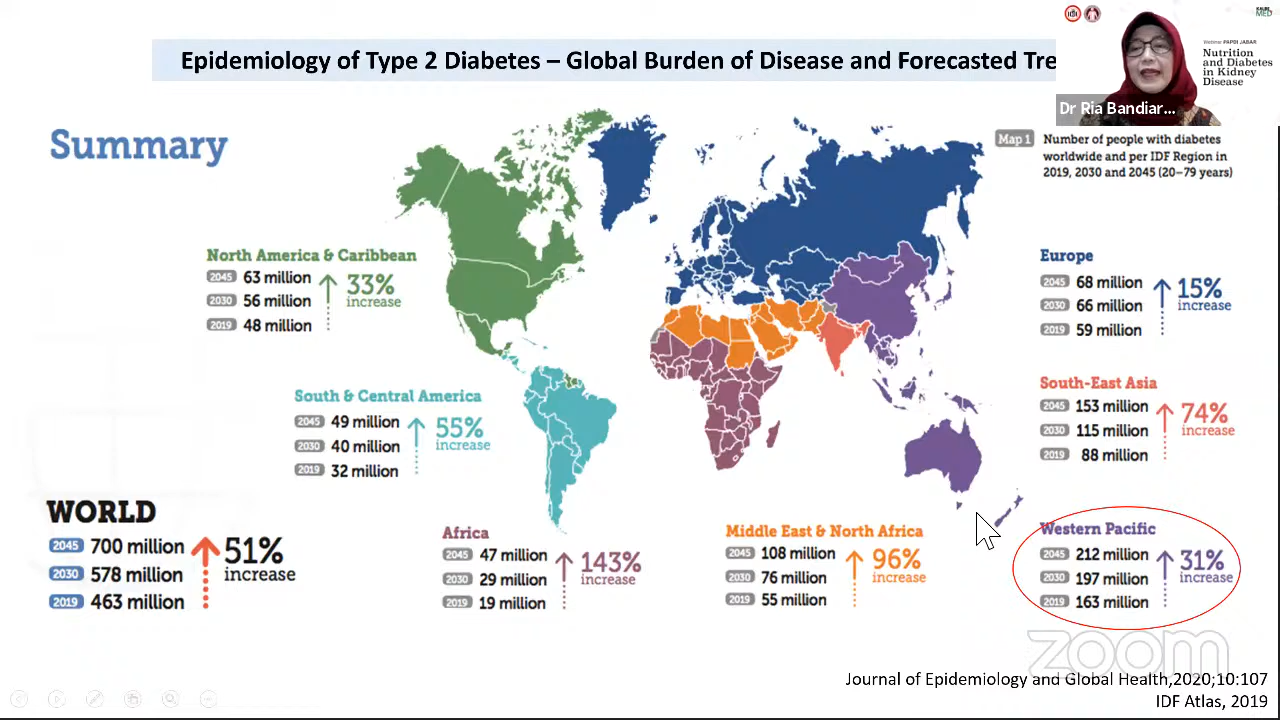 Epidemiology of Type 2 Diabetes – Global Burden of Disease and Forecasted Tre
Webinar PAPDI JABAR
Nutrition
and Diabetes
in Kidney
Disease
Dr Ria Bandiar...
Summary
Map 1
Number of people with diabetes
worldwide and per IDF Region in
2019, 2030 and 2045 (20–79 years)
North America & Caribbean
2045 63 million
2030 56 million
2019 48 million
33%
increase
Europe
2045 68 million
2030 66 million
2019 59 million
15%
increase
South & Central America
2045 49 million
2030 40 million
2019 32 million
55%
increase
South-East Asia
2045 153 million
2030 115 million
2019 88 million
74%
increase
WORLD
2045 700 million
2030 578 million
2019 463 million
51%
increase
Africa
2045 47 million
2030 29 million
2019 19 million
143%
increase
Middle East & North Africa
2045 108 million
2030 76 million
2019 55 million
96%
increase
Western Pacific
2045 212 million
2030 197 million
2019 163 million
31%
increase
zoom
Journal of Epidemiology and Global Health,2020;10:107
IDF Atlas, 2019